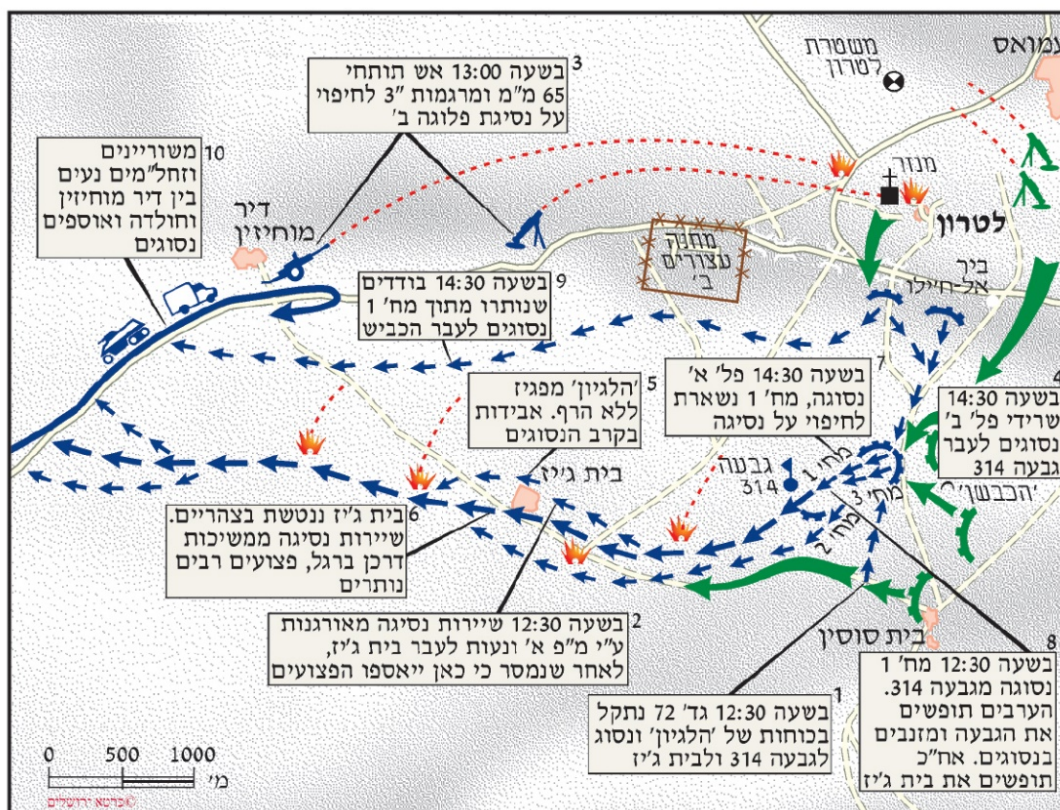 עמואס
משטרת
לטרון
3
בשעה 13:00 אש תותחי
65 מ"מ ומרגמות "3 לחיפוי
על נסיגת פלוגה ב'
10
משוריינים
וזחל"מים נעים
בין דיר מוחיזין
וחולדה ואוספים
נסוגים
מנזר
לטרון
דיר
מוחיזין
מחנה
עצורים
ב'
ביר
אל-ח'ילו
9
בשעה 14:30 בודדים
שנותרו מתוך מח' 1
נסוגים לעבר הכביש
7
בשעה 14:30 פל' א'
נסוגה, מח' 1 נשארת
לחיפוי על נסיגה
5
'הלגיון' מפגיז
ללא הרף. אבידות
בקרב הנסוגים
4
בשעה 14:30
שרידי פל' ב'
נסוגים לעבר
גבעה 314
בית ג'יז
גבעה
314
מח' 1
מח' 3
מח' 2
'הכבשן'
6
בית ג'יז ננטשת בצהריים.
שיירות נסיגה ממשיכות
דרכן ברגל, פצועים רבים
נותרים
2
בשעה 12:30 שיירות נסיגה מאורגנות
ע"י מ"פ א' ונעות לעבר בית ג'יז,
לאחר שנמסר כי כאן ייאספו הפצועים
בית סוסין
1
בשעה 12:30 גד' 72 נתקל
בכוחות של 'הלגיון' ונסוג
לגבעה 314 ולבית ג'יז
8
בשעה 12:30 מח' 1
נסוגה מגבעה 314.
הערבים תופשים
את הגבעה ומזנבים
בנסוגים. אח"כ
תופשים את בית ג'יז
0 500 1000
מ'
©כרטא ירושלים